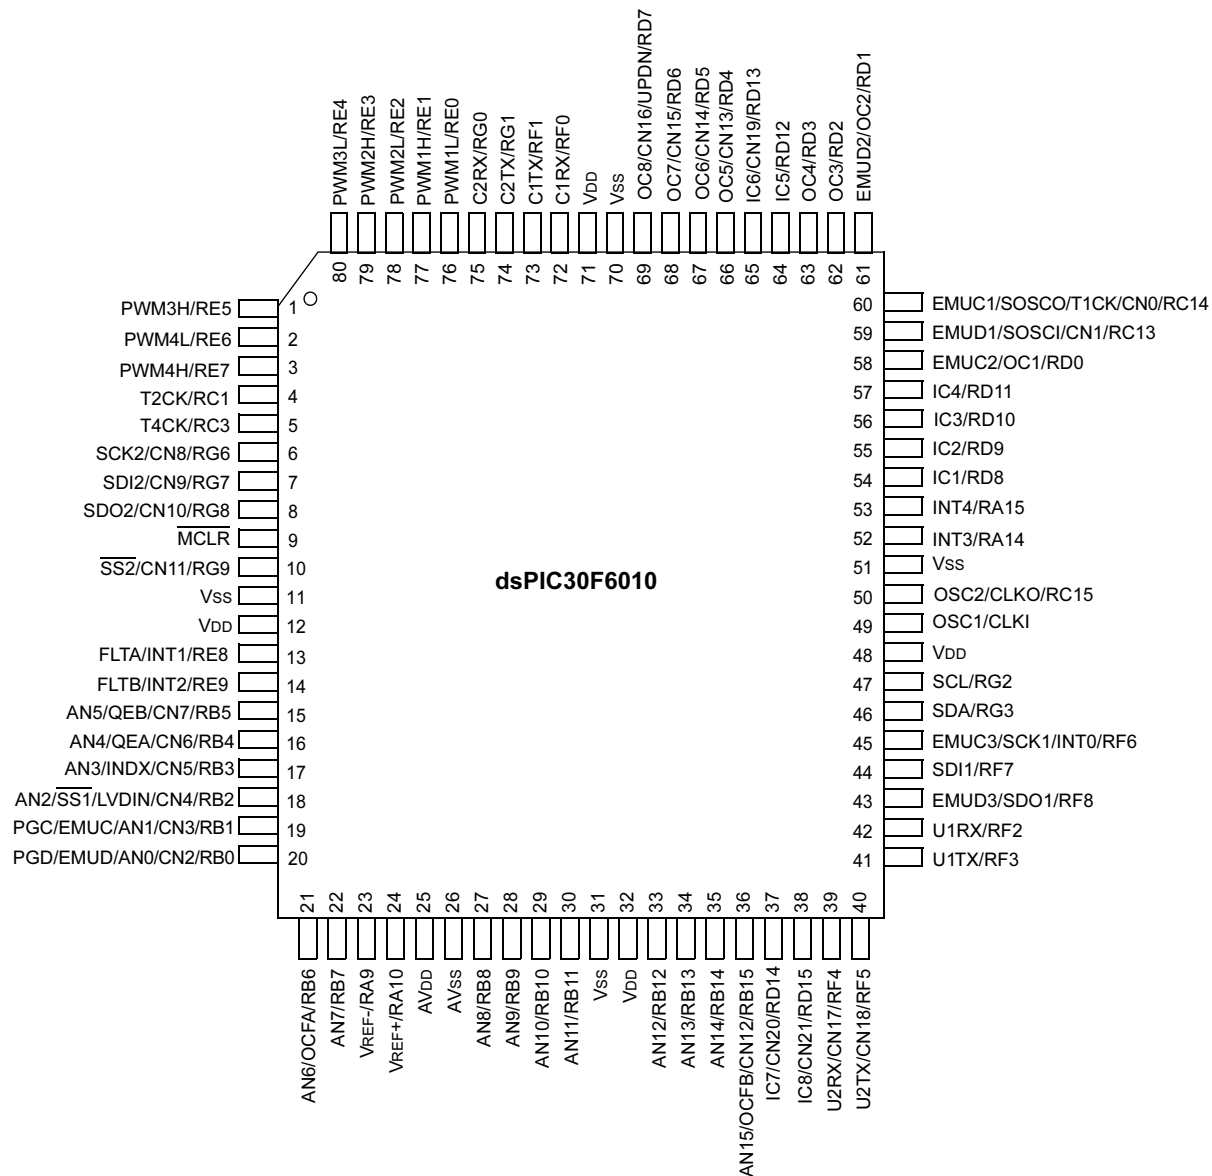 PWM3L/RE4
PWM2H/RE3
PWM2L/RE2
PWM1H/RE1
PWM1L/RE0
C2RX/RG0
C2TX/RG1
C1TX/RF1
C1RX/RF0
VDD
VSS
OC8/CN16/UPDN/RD7
OC7/CN15/RD6
OC6/CN14/RD5
OC5/CN13/RD4
IC6/CN19/RD13
IC5/RD12
OC4/RD3
OC3/RD2
EMUD2/OC2/RD1
80
79
78
77
76
75
74
73
72
71
70
69
68
67
66
65
64
63
62
61
PWM3H/RE5 1
PWM4L/RE6 2
PWM4H/RE7 3
T2CK/RC1 4
T4CK/RC3 5
SCK2/CN8/RG6 6
SDI2/CN9/RG7 7
SDO2/CN10/RG8 8
MCLR 9
SS2/CN11/RG9 10
VSS 11
VDD 12
FLTA/INT1/RE8 13
FLTB/INT2/RE9 14
AN5/QEB/CN7/RB5 15
AN4/QEA/CN6/RB4 16
AN3/INDX/CN5/RB3 17
AN2/SS1/LVDIN/CN4/RB2 18
PGC/EMUC/AN1/CN3/RB1 19
PGD/EMUD/AN0/CN2/RB0 20
dsPIC30F6010
60 EMUC1/SOSCO/T1CK/CN0/RC14
59 EMUD1/SOSCI/CN1/RC13
58 EMUC2/OC1/RD0
57 IC4/RD11
56 IC3/RD10
55 IC2/RD9
54 IC1/RD8
53 INT4/RA15
52 INT3/RA14
51 VSS
50 OSC2/CLKO/RC15
49 OSC1/CLKI
48 VDD
47 SCL/RG2
46 SDA/RG3
45 EMUC3/SCK1/INT0/RF6
44 SDI1/RF7
43 EMUD3/SDO1/RF8
42 U1RX/RF2
41 U1TX/RF3
21
22
23
24
25
26
27
28
29
30
31
32
33
34
35
36
37
38
39
40
AN6/OCFA/RB6
AN7/RB7
VREF-/RA9
VREF+/RA10
AVDD
AVSS
AN8/RB8
AN9/RB9
AN10/RB10
AN11/RB11
VSS
VDD
AN12/RB12
AN13/RB13
AN14/RB14
AN15/OCFB/CN12/RB15
IC7/CN20/RD14
IC8/CN21/RD15
U2RX/CN17/RF4
U2TX/CN18/RF5